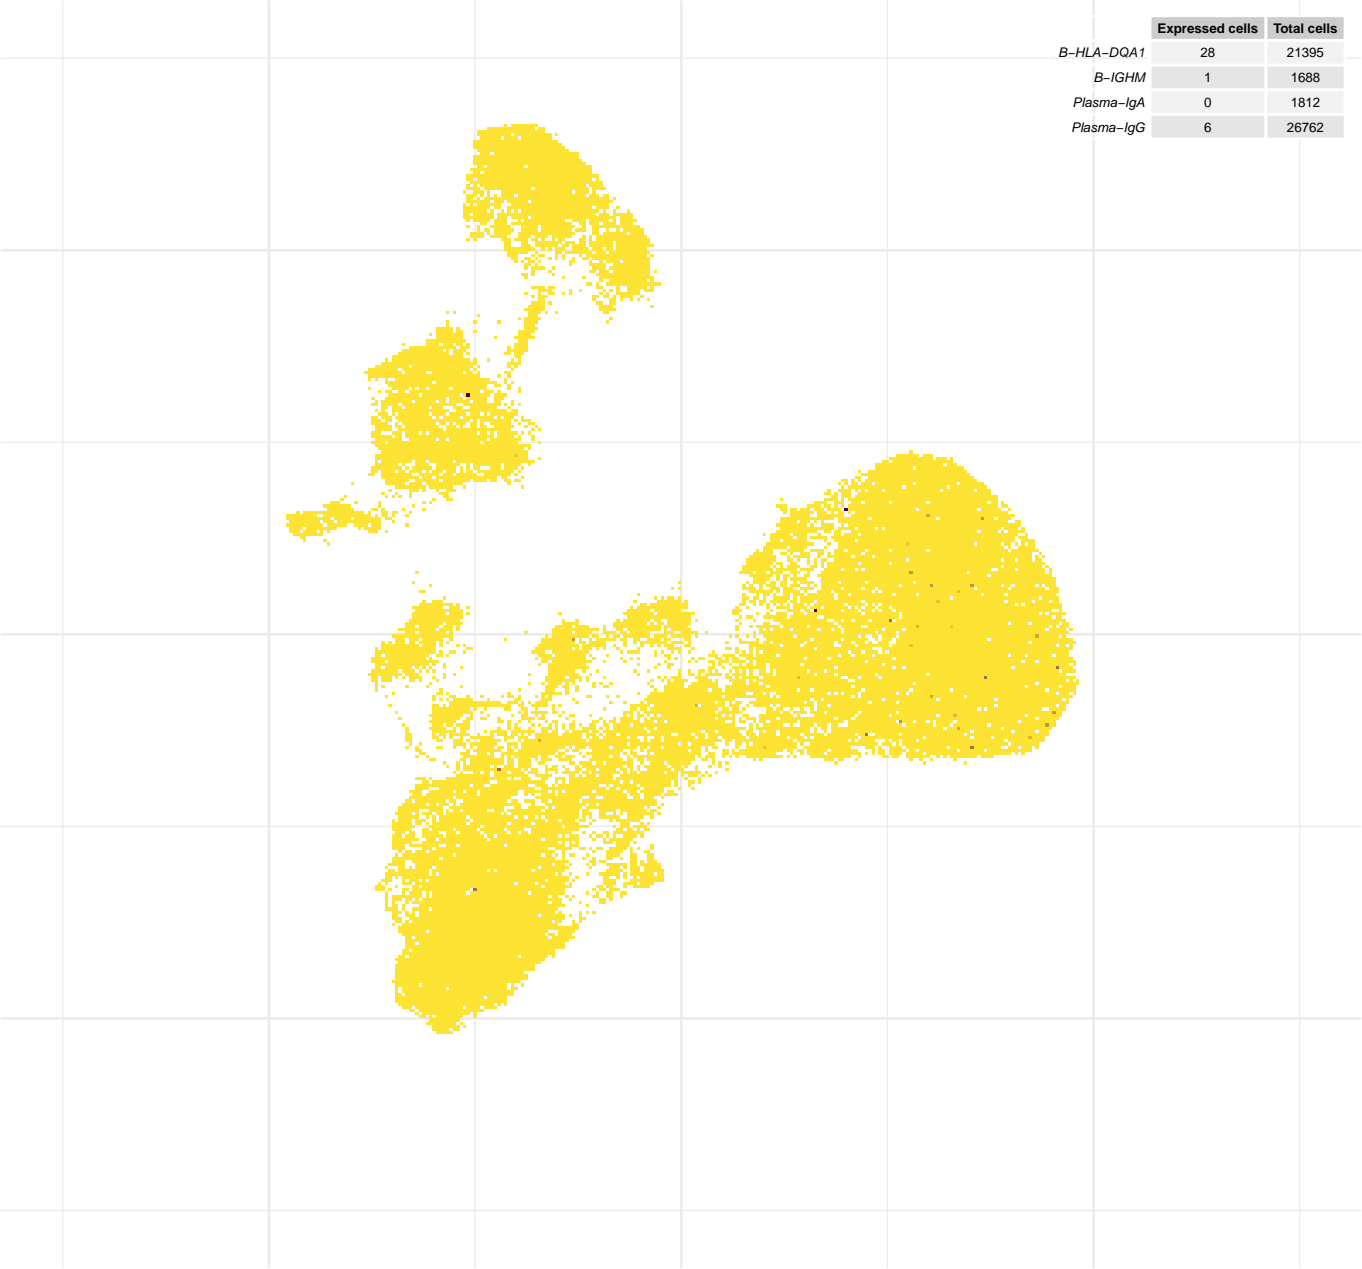 Expressed cells Total cells
B−HLA−DQA1 28 21395
B−IGHM 1 1688
Plasma−IgA 0 1812
Plasma−IgG 6 26762